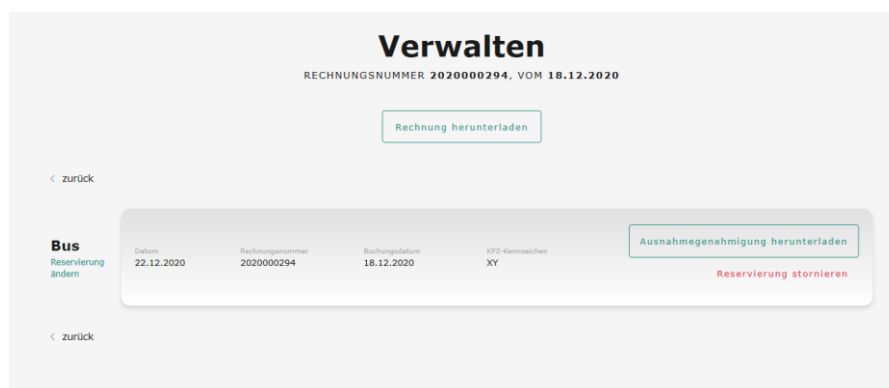 Verwalten
RECHNUNGSNUMMER 2020000294, VOM 18.12.2020
Rechnung herunterladen
< zurück
Bus
Reservierung
ändern
Datum
22.12.2020
Rechnungsnummer
2020000294
Buchungsdatum
18.12.2020
KFZ-Kennzeichen
XY
Ausnahmegenehmigung herunterladen
Reservierung stornieren
< zurück